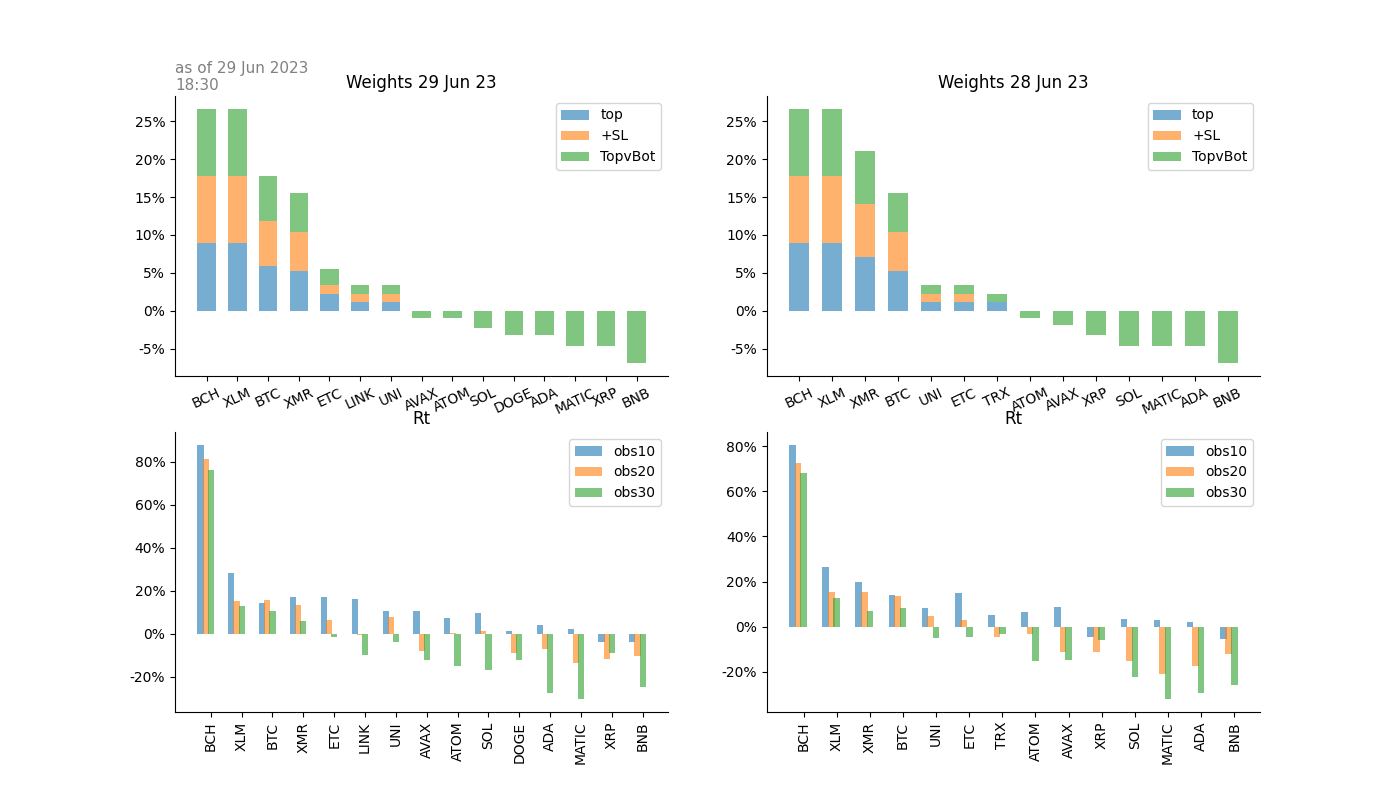 as of 29 Jun 2023
18:30
Weights 29 Jun 23
25%
20%
15%
10%
5%
0%
-5%
top
+SL
TopvBot
BCH XLM BTC XMR ETC LINK UNI AVAX ATOM SOL DOGE ADA MATIC XRP BNB
Weights 28 Jun 23
25%
20%
15%
10%
5%
0%
-5%
top
+SL
TopvBot
BCH XLM XMR BTC UNI ETC TRX ATOM AVAX XRP SOL MATIC ADA BNB
Rt
80%
60%
40%
20%
0%
-20%
obs10
obs20
obs30
BCH XLM BTC XMR ETC LINK UNI AVAX ATOM SOL DOGE ADA MATIC XRP BNB
Rt
80%
60%
40%
20%
0%
-20%
obs10
obs20
obs30
BCH XLM XMR BTC UNI ETC TRX ATOM AVAX XRP SOL MATIC ADA BNB